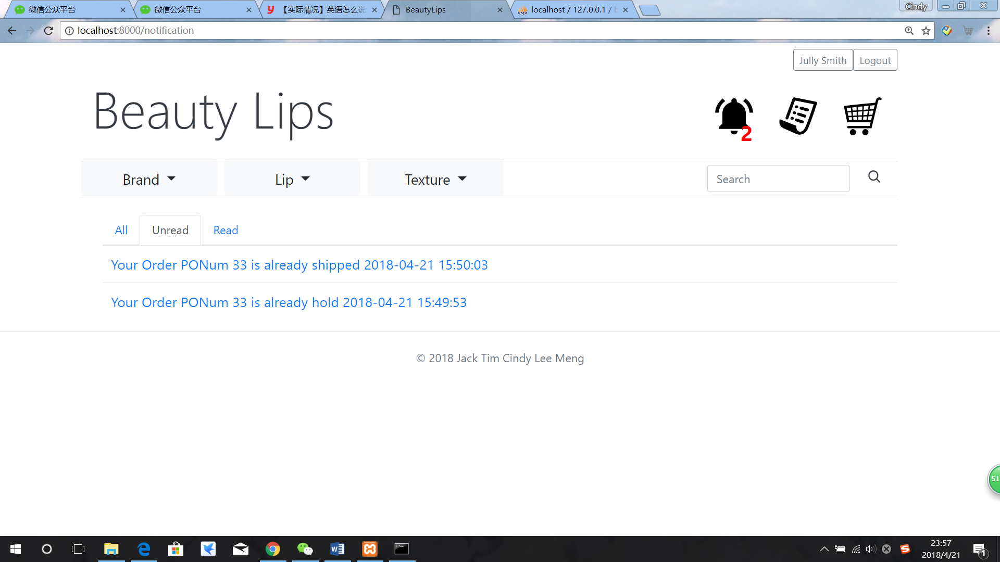 微信公众平台
微信公众平台
【实际情况】英语怎么说
BeautyLips
localhost / 127.0.0.1 /
Cindy
localhost:8000/notification
Jully Smith
Logout
Beauty Lips
2
Brand
Lip
Texture
Search
All
Unread
Read
Your Order PONum 33 is already shipped 2018-04-21 15:50:03
Your Order PONum 33 is already hold 2018-04-21 15:49:53
© 2018 Jack Tim Cindy Lee Meng
51
23:57
2018/4/21
1